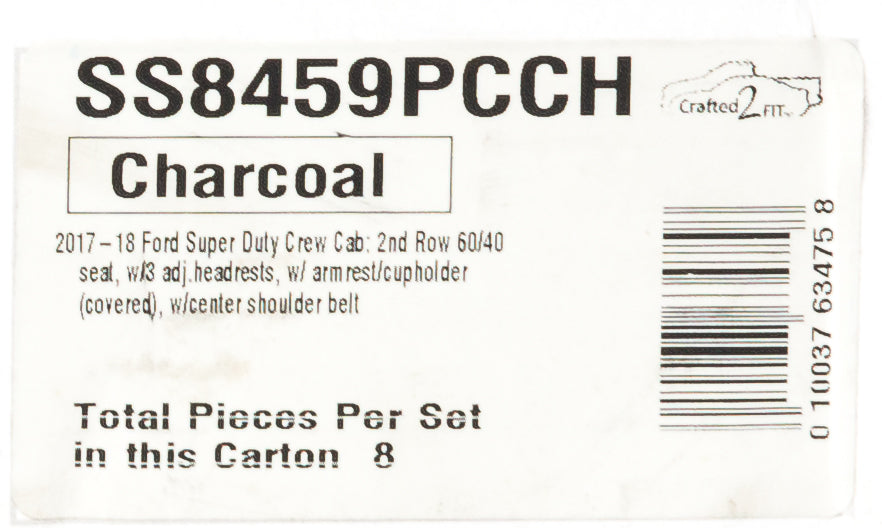 SS8459PCCH
Crafted 2 FIT™
Charcoal
2017-18 Ford Super Duty Crew Cab: 2nd Row 60/40
seat, w/3 adj.headrests, w/ armrest/cupholder
(covered), w/center shoulder belt
0 10037 63475 8
Total Pieces Per Set
in this Carton 8